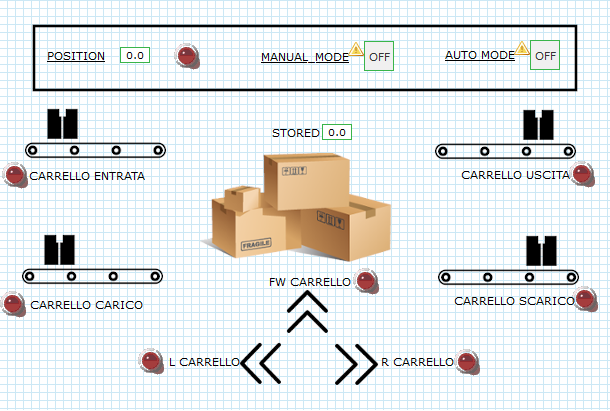 POSITION 0.0 MANUAL_MODE OFF AUTO MODE OFF
STORED 0.0
CARRELLO ENTRATA
CARRELLO USCITA
FRAGILE
FW CARRELLO
CARRELLO CARICO
CARRELLO SCARICO
L CARRELLO
R CARRELLO